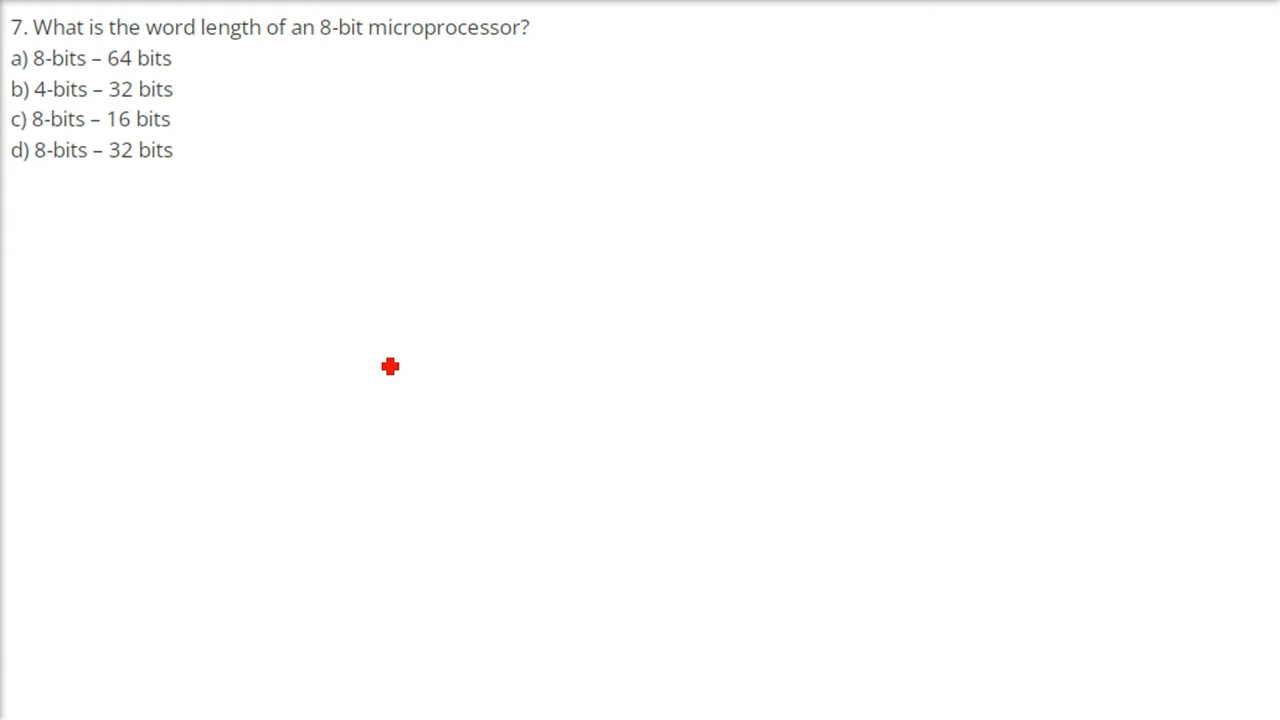 7. What is the word length of an 8-bit microprocessor?
a) 8-bits – 64 bits
b) 4-bits – 32 bits
c) 8-bits – 16 bits
d) 8-bits – 32 bits